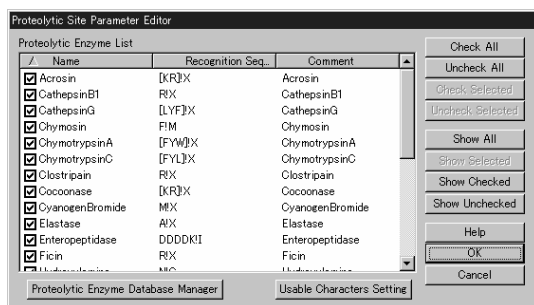 Proteolytic Site Parameter Editor
Proteolytic Enzyme List
Name Recognition Seq... Comment
Acrosin [KR]!X Acrosin
CathepsinB1 R!X CathepsinB1
CathepsinG [LYF]!X CathepsinG
Chymosin F!M Chymosin
ChymotrypsinA [FYW]!X ChymotrypsinA
ChymotrypsinC [FYL]!X ChymotrypsinC
Clostripain R!X Clostripain
Cocoonase [KR]!X Cocoonase
CyanogenBromide M!X CyanogenBromide
Elastase A!X Elastase
Enteropeptidase DDDDK!I Enteropeptidase
Ficin R!X Ficin
Proteolytic Enzyme Database Manager
Usable Characters Setting
Check All
Uncheck All
Check Selected
Uncheck Selected
Show All
Show Selected
Show Checked
Show Unchecked
Help
OK
Cancel